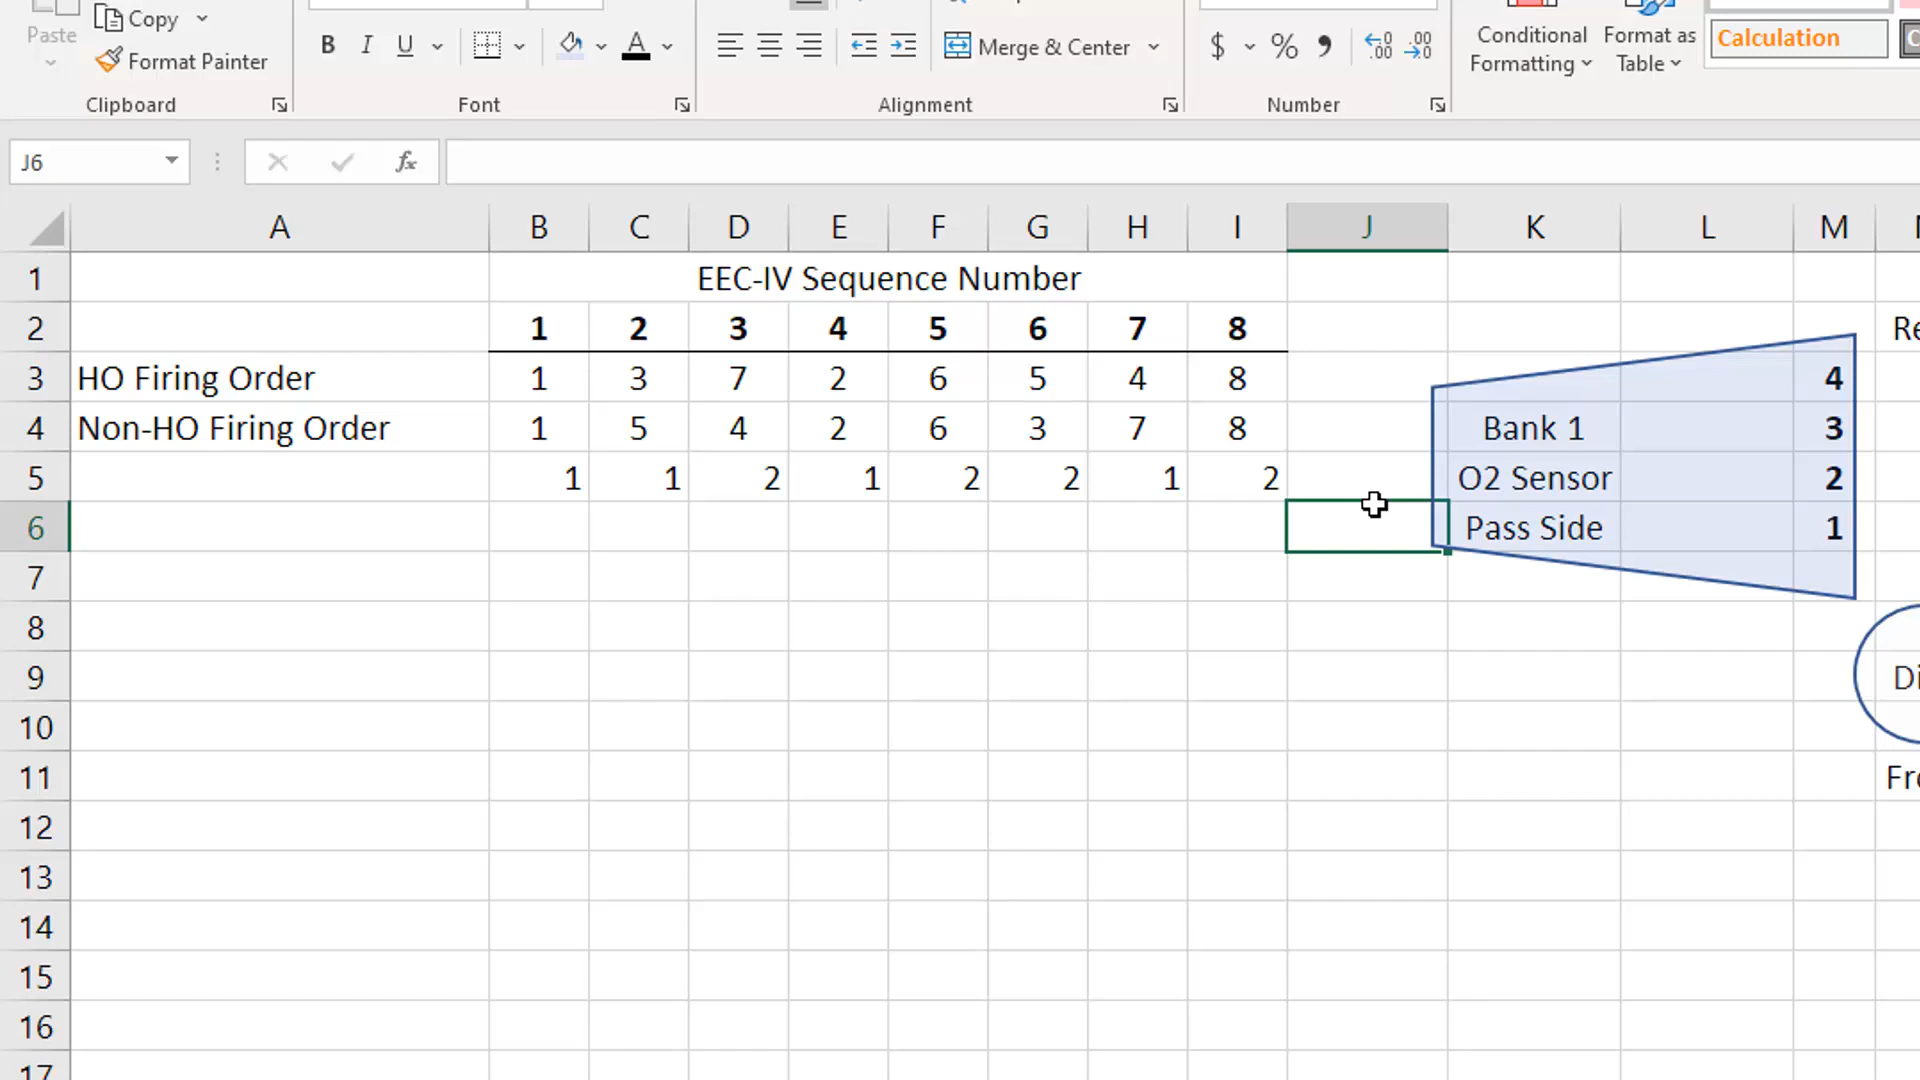 Paste
Copy
Format Painter
Clipboard
B I U
A
Font
Merge & Center
Alignment
$ % ,
Number
Conditional
Formatting
Format as
Table
Calculation
J6
fx
A B C D E F G H I J K L M
1 EEC-IV Sequence Number
2 1 2 3 4 5 6 7 8 Re
3 HO Firing Order 1 3 7 2 6 5 4 8 4
4 Non-HO Firing Order 1 5 4 2 6 3 7 8 Bank 1 3
5 1 1 2 1 2 2 1 2 O2 Sensor 2
6 Pass Side 1
7
8
9 Di
10
11 Fro
12
13
14
15
16
17